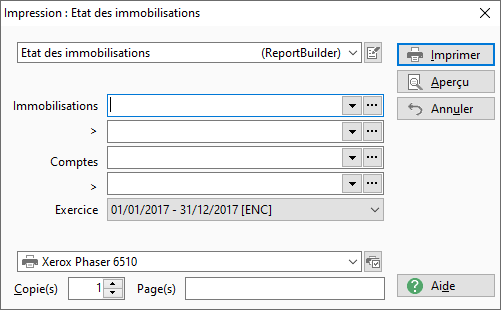 Impression : Etat des immobilisations
Etat des immobilisations (ReportBuilder)
Imprimer
Aperçu
Immobilisations
Annuler
>
Comptes
>
Exercice 01/01/2017 - 31/12/2017 [ENC]
Xerox Phaser 6510
Copie(s) 1 Page(s)
Aide